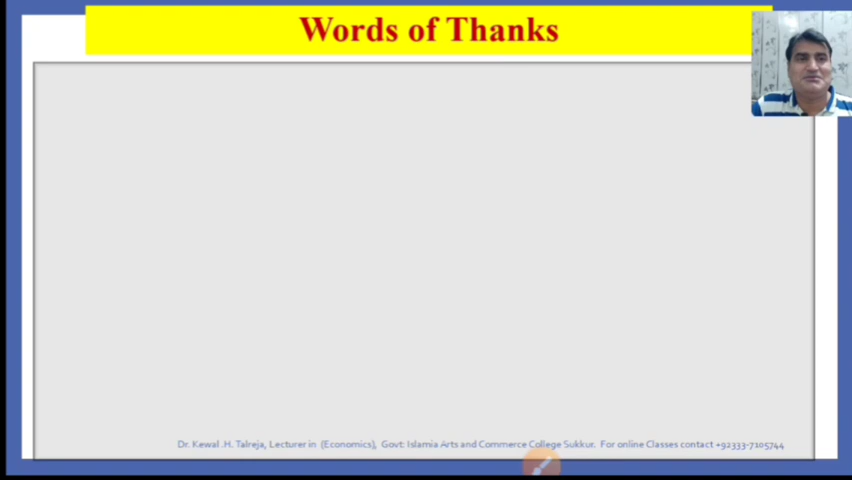 Words of Thanks
Dr. Kewal .H. Talreja, Lecturer in (Economics), Govt: Islamia Arts and Commerce College Sukkur. For online Classes contact +92333-7105744